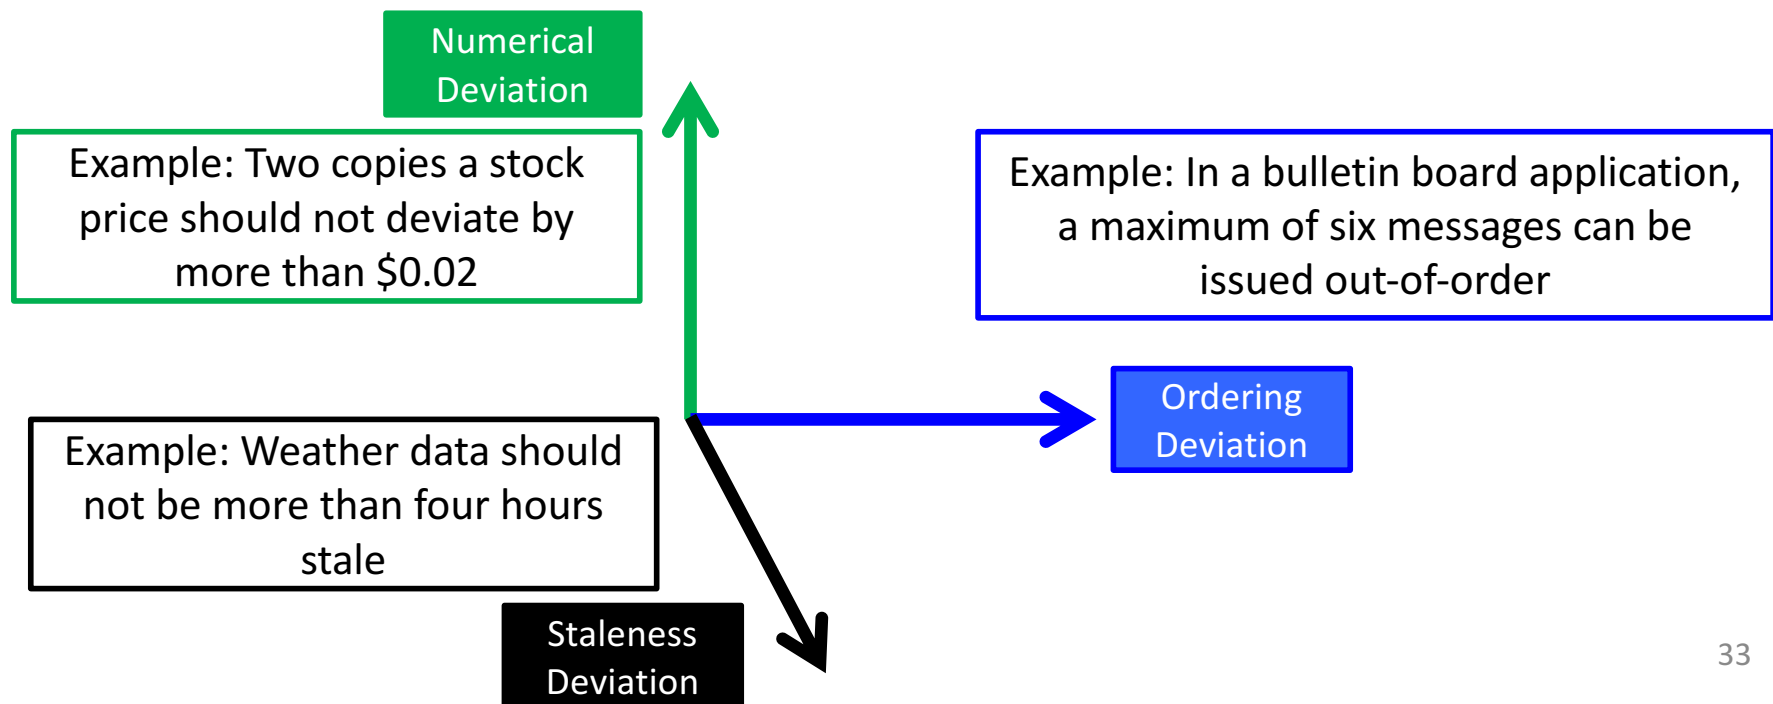 Numerical
Deviation
Example: Two copies a stock
price should not deviate by
more than $0.02
Example: In a bulletin board application,
a maximum of six messages can be
issued out-of-order
Ordering
Deviation
Example: Weather data should
not be more than four hours
stale
Staleness
Deviation
33